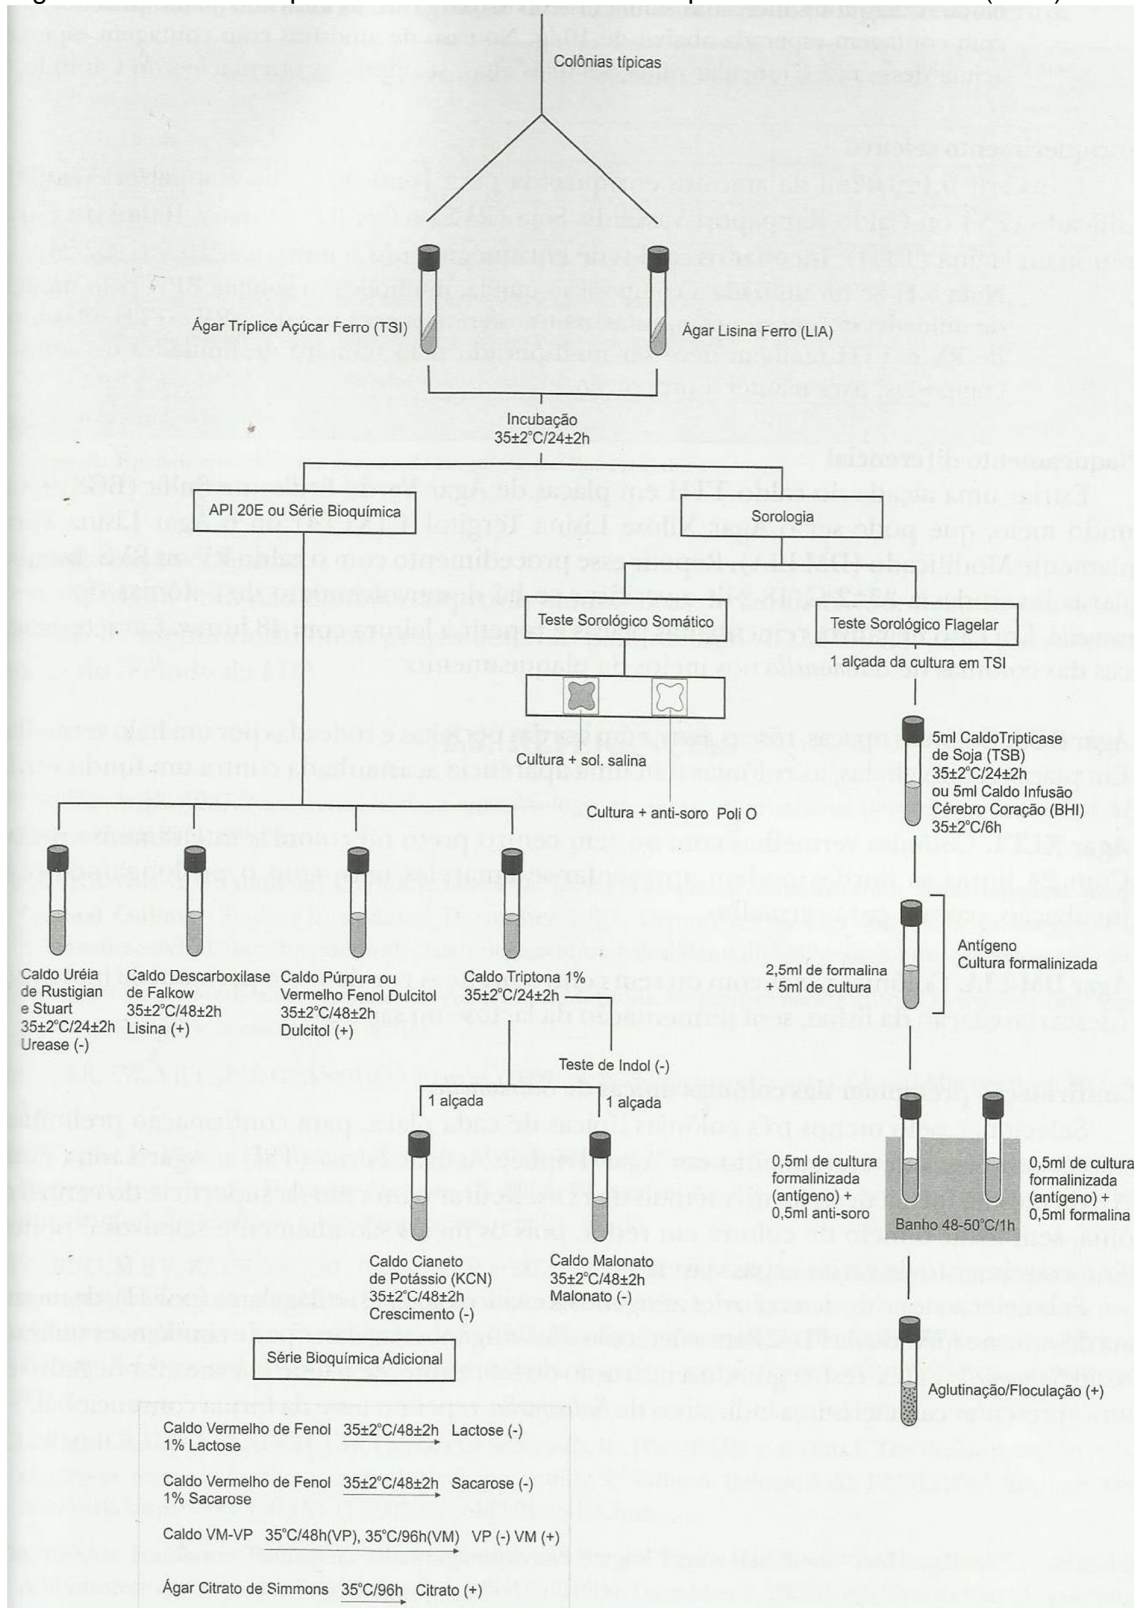 Colônias típicas
Ágar Tríplice Açúcar Ferro (TSI)
Ágar Lisina Ferro (LIA)
Incubação
35±2°C/24±2h
API 20E ou Série Bioquímica
Sorologia
Teste Sorológico Somático
Teste Sorológico Flagelar
1 alçada da cultura em TSI
Cultura + sol. salina
Cultura + anti-soro Poli O
5ml CaldoTripticase
de Soja (TSB)
35±2°C/24±2h
ou 5ml Caldo Infusão
Cérebro Coração (BHI)
35±2°C/6h
Caldo Uréia
de Rustigian
e Stuart
35±2°C/24±2h
Urease (-)
Caldo Descarboxilase
de Falkow
35±2°C/48±2h
Lisina (+)
Caldo Púrpura ou
Vermelho Fenol Dulcitol
35±2°C/48±2h
Dulcitol (+)
Caldo Triptona 1%
35±2°C/24±2h
Teste de Indol (-)
2,5ml de formalina
+ 5ml de cultura
Antígeno
Cultura formalinizada
1 alçada
1 alçada
Caldo Cianeto
de Potássio (KCN)
35±2°C/48±2h
Crescimento (-)
Caldo Malonato
35±2°C/48±2h
Malonato (-)
0,5ml de cultura
formalinizada
(antígeno) +
0,5ml anti-soro
Banho 48-50°C/1h
0,5ml de cultura
formalinizada
(antígeno) +
0,5ml formalina
Aglutinação/Floculação (+)
Série Bioquímica Adicional
Caldo Vermelho de Fenol 35±2°C/48±2h Lactose (-)
1% Lactose
Caldo Vermelho de Fenol 35±2°C/48±2h Sacarose (-)
1% Sacarose
Caldo VM-VP 35°C/48h(VP), 35°C/96h(VM) VP (-) VM (+)
Ágar Citrato de Simmons 35°C/96h Citrato (+)